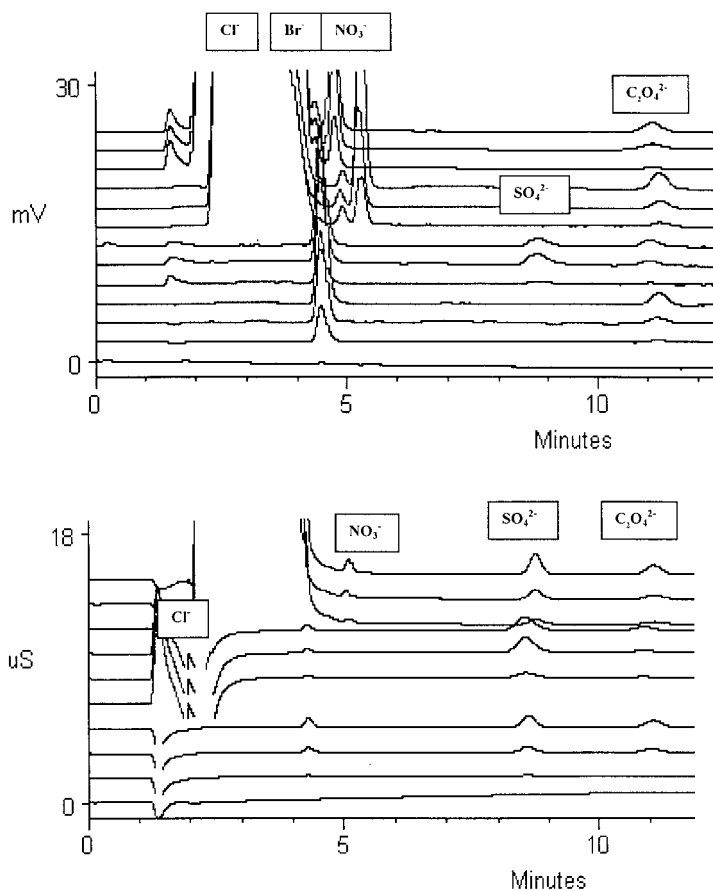 Cl⁻ Br⁻ NO₃⁻
30
C₂O₄²⁻
SO₄²⁻
mV
0
0 5 10
Minutes
18
NO₃⁻ SO₄²⁻ C₂O₄²⁻
Cl⁻
uS
0
0 5 10
Minutes